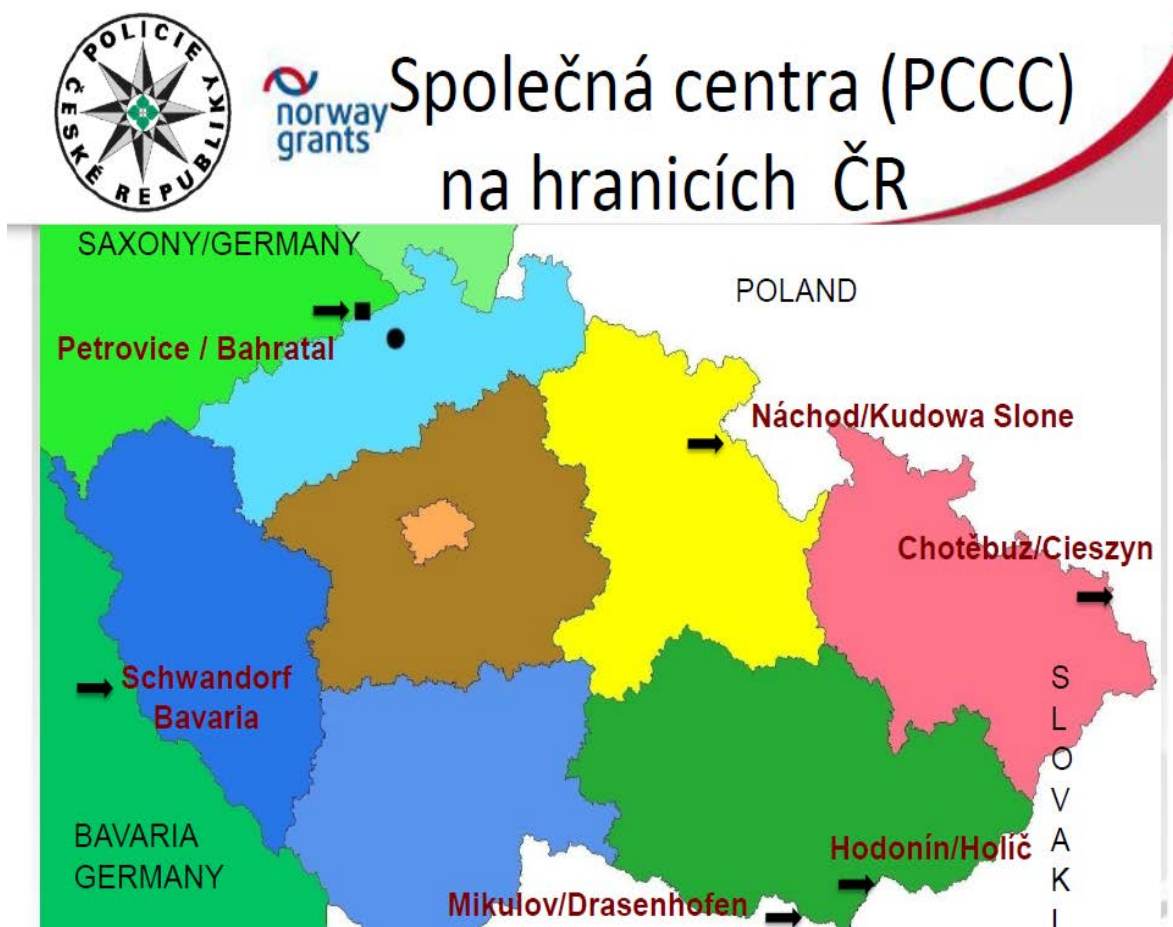 POLICIE ČESKÉ REPUBLIKY
norway
grants
Společná centra (PCCC)
na hranicích ČR
SAXONY/GERMANY
POLAND
Petrovice / Bahratal
Náchod/Kudowa Slone
Chotěbuz/Cieszyn
Schwandorf
Bavaria
BAVARIA
GERMANY
Hodonín/Holíč
Mikulov/Drasenhofen
S
L
O
V
A
K
I